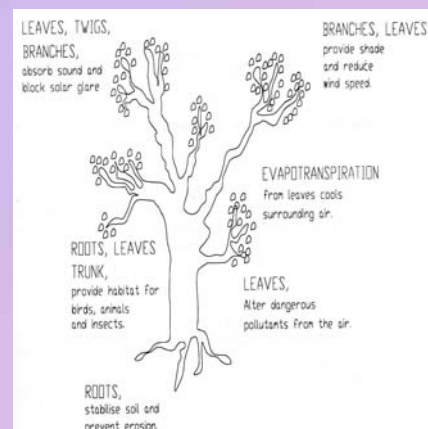 LEAVES, TWIGS,
BRANCHES,
absorb sound and
block solar glare
BRANCHES, LEAVES
provide shade
and reduce
wind speed.
EVAPOTRANSPIRATION
from leaves cools
surrounding air.
ROOTS, LEAVES
TRUNK,
provide habitat for
birds, animals
and insects.
LEAVES,
Alter dangerous
pollutants from the air.
ROOTS,
stabilise soil and
prevent erosion.